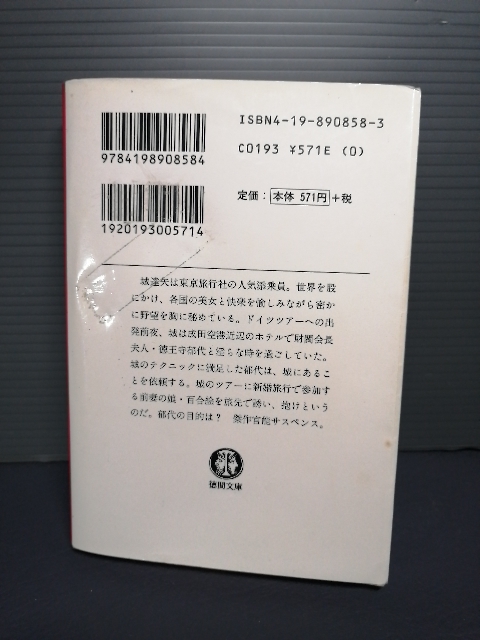 ISBN4-19-890858-3
C0193 ¥571E (0)
9784198908584
定価：本体 571円＋税
1920193005714
城達矢は東京旅行社の人気添乗員。世界を股
にかけ、各国の美女と快楽を愉しみながら密か
に野望を胸に秘めている。ドイツツアーへの出
発前夜、城は成田空港近辺のホテルで財閥会長
夫人・徳王寺郁代と淫らな時を過ごしていた。
城のテクニックに満足した郁代は、城にあるこ
とを依頼する。城のツアーに新婚旅行で参加す
る前妻の娘・百合絵を旅先で誘い、抱けという
のだ。郁代の目的は？　傑作官能サスペンス。
徳間文庫